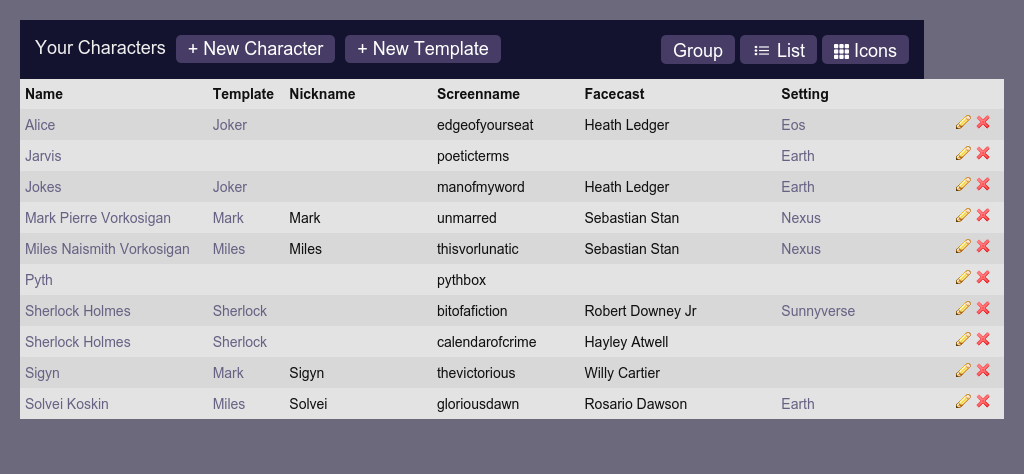 Your Characters + New Character + New Template Group List Icons
Name Template Nickname Screenname Facecast Setting
Alice Joker edgeofyourseat Heath Ledger Eos
Jarvis poeticterms Earth
Jokes Joker manofmyword Heath Ledger Earth
Mark Pierre Vorkosigan Mark Mark unmarred Sebastian Stan Nexus
Miles Naismith Vorkosigan Miles Miles thisvorlunatic Sebastian Stan Nexus
Pyth pythbox
Sherlock Holmes Sherlock bitofafiction Robert Downey Jr Sunnyverse
Sherlock Holmes Sherlock calendarofcrime Hayley Atwell
Sigyn Mark Sigyn thevictorious Willy Cartier
Solvei Koskin Miles Solvei gloriousdawn Rosario Dawson Earth